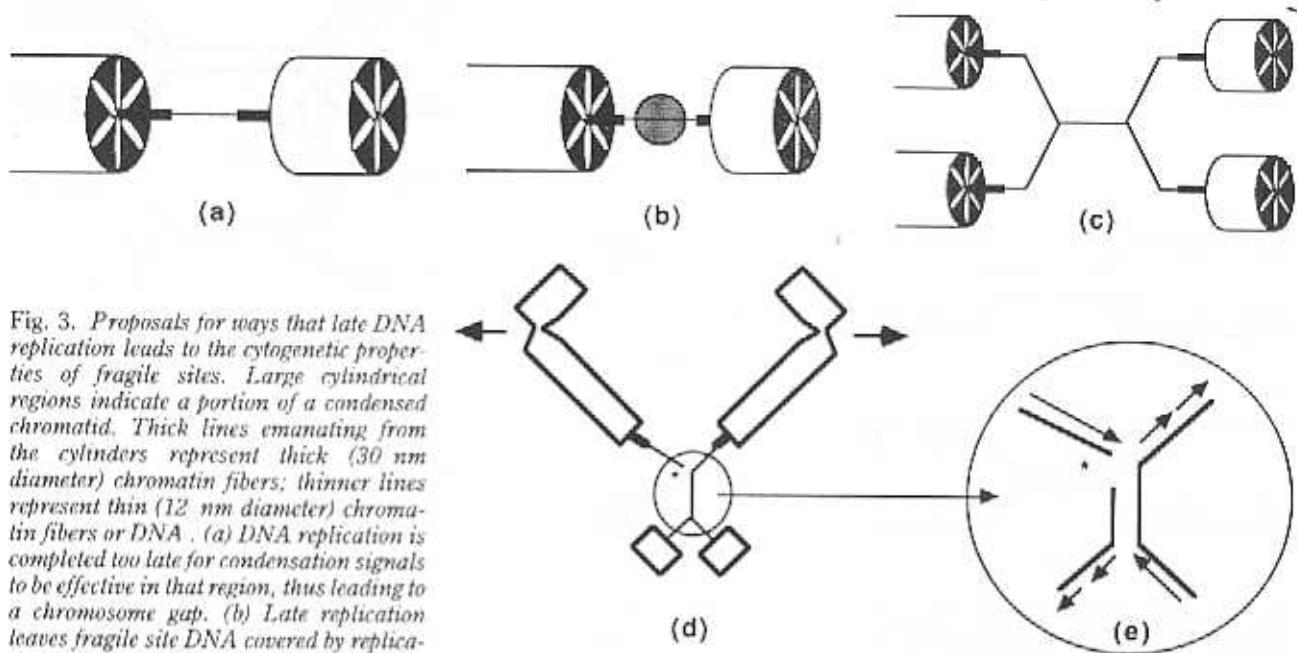 (a)
(b)
(c)
Fig. 3. Proposals for ways that late DNA
replication leads to the cytogenetic proper-
ties of fragile sites. Large cylindrical
regions indicate a portion of a condensed
chromatid. Thick lines emanating from
the cylinders represent thick (30 nm
diameter) chromatin fibers; thinner lines
represent thin (12 nm diameter) chroma-
tin fibers or DNA . (a) DNA replication is
completed too late for condensation signals
to be effective in that region, thus leading to
a chromosome gap. (b) Late replication
leaves fragile site DNA covered by replica-
*
(d)
*
(e)